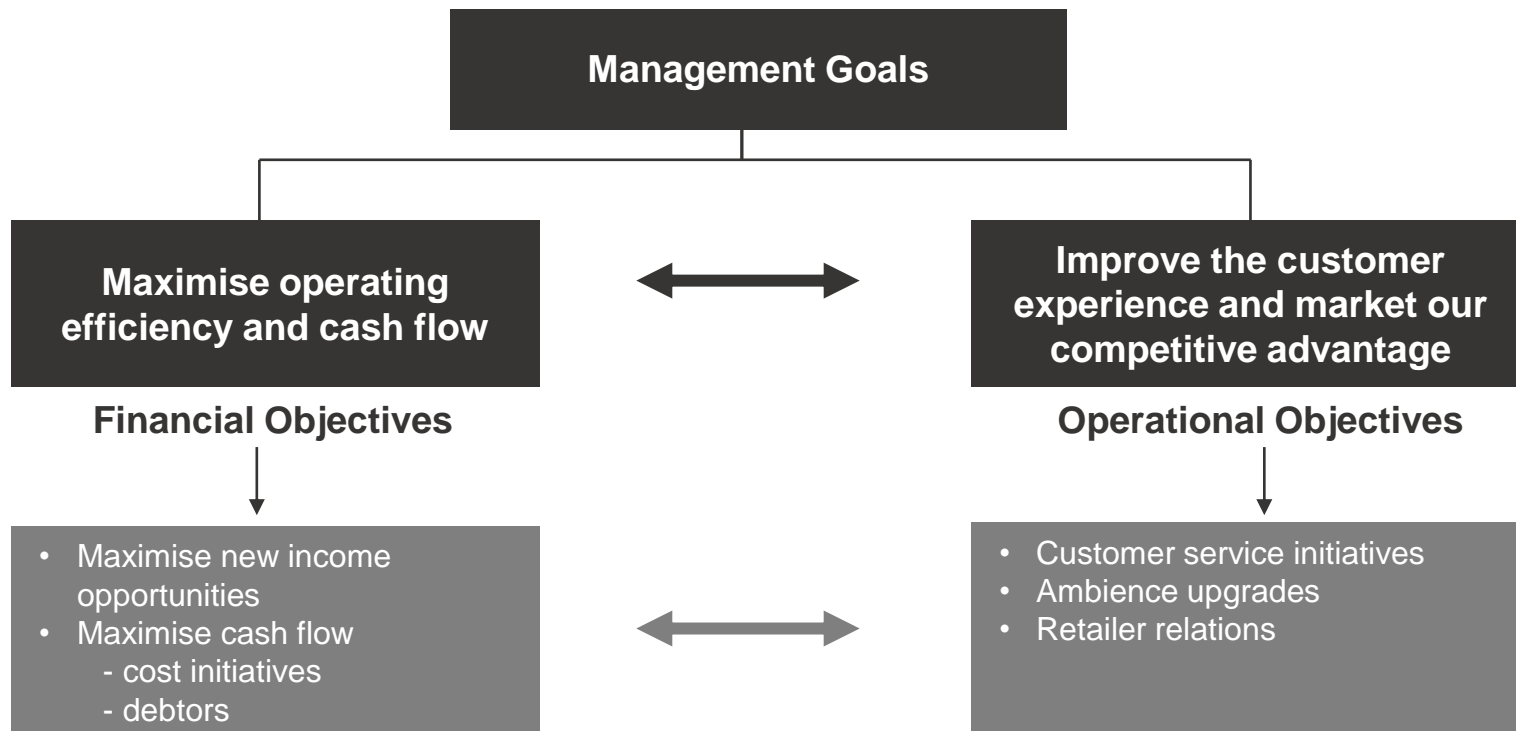 Management Goals
Maximise operating
efficiency and cash flow
Improve the customer
experience and market our
competitive advantage
Financial Objectives
Operational Objectives
• Maximise new income
opportunities
• Maximise cash flow
- cost initiatives
- debtors
• Customer service initiatives
• Ambience upgrades
• Retailer relations